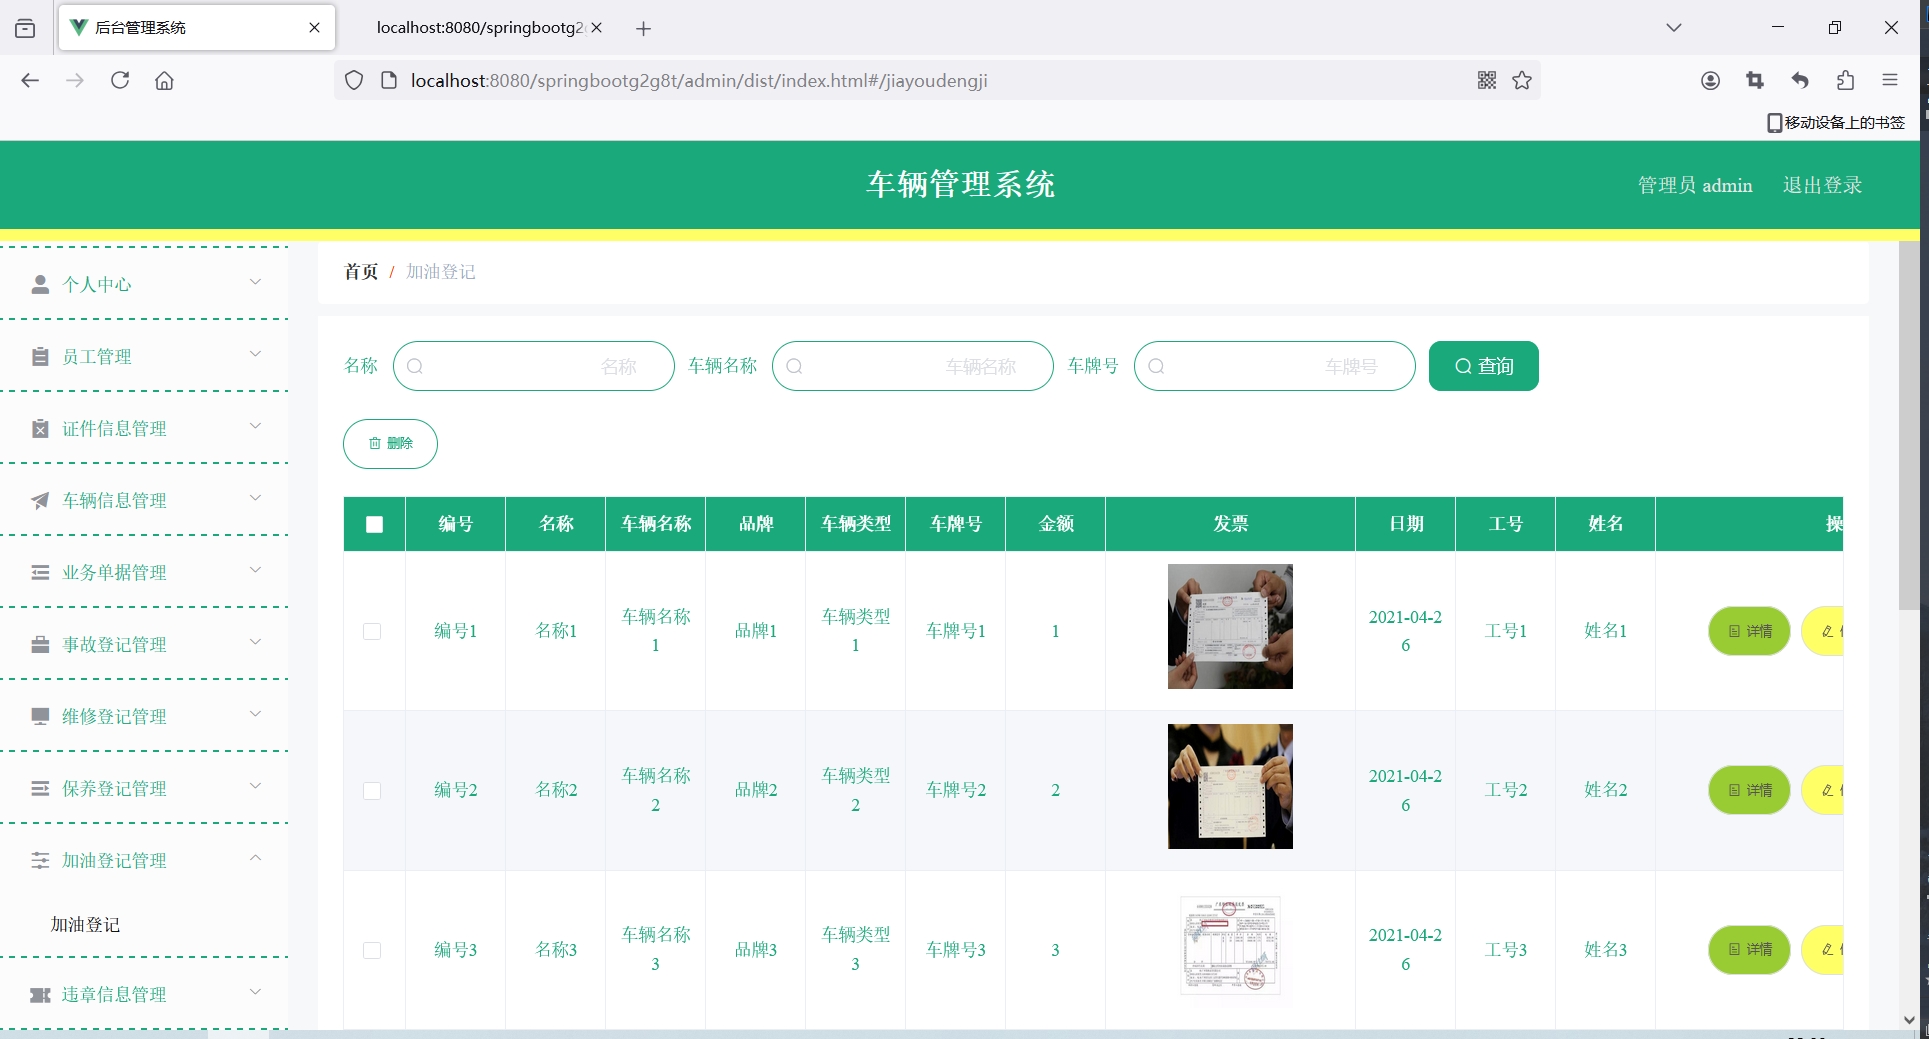 后台管理系统
localhost:8080/springbootg2
localhost:8080/springbootg2g8t/admin/dist/index.html#/jiayoudengji
移动设备上的书签
车辆管理系统
管理员 admin 退出登录
个人中心
员工管理
证件信息管理
车辆信息管理
业务单据管理
事故登记管理
维修登记管理
保养登记管理
加油登记管理
加油登记
违章信息管理
首页 / 加油登记
名称 名称 车辆名称 车辆名称 车牌号 车牌号 查询
删除
编号 名称 车辆名称 品牌 车辆类型 车牌号 金额 发票 日期 工号 姓名 操
编号1 名称1 车辆名称1 品牌1 车辆类型1 车牌号1 1 2021-04-26 工号1 姓名1 详情
编号2 名称2 车辆名称2 品牌2 车辆类型2 车牌号2 2 2021-04-26 工号2 姓名2 详情
编号3 名称3 车辆名称3 品牌3 车辆类型3 车牌号3 3 2021-04-26 工号3 姓名3 详情